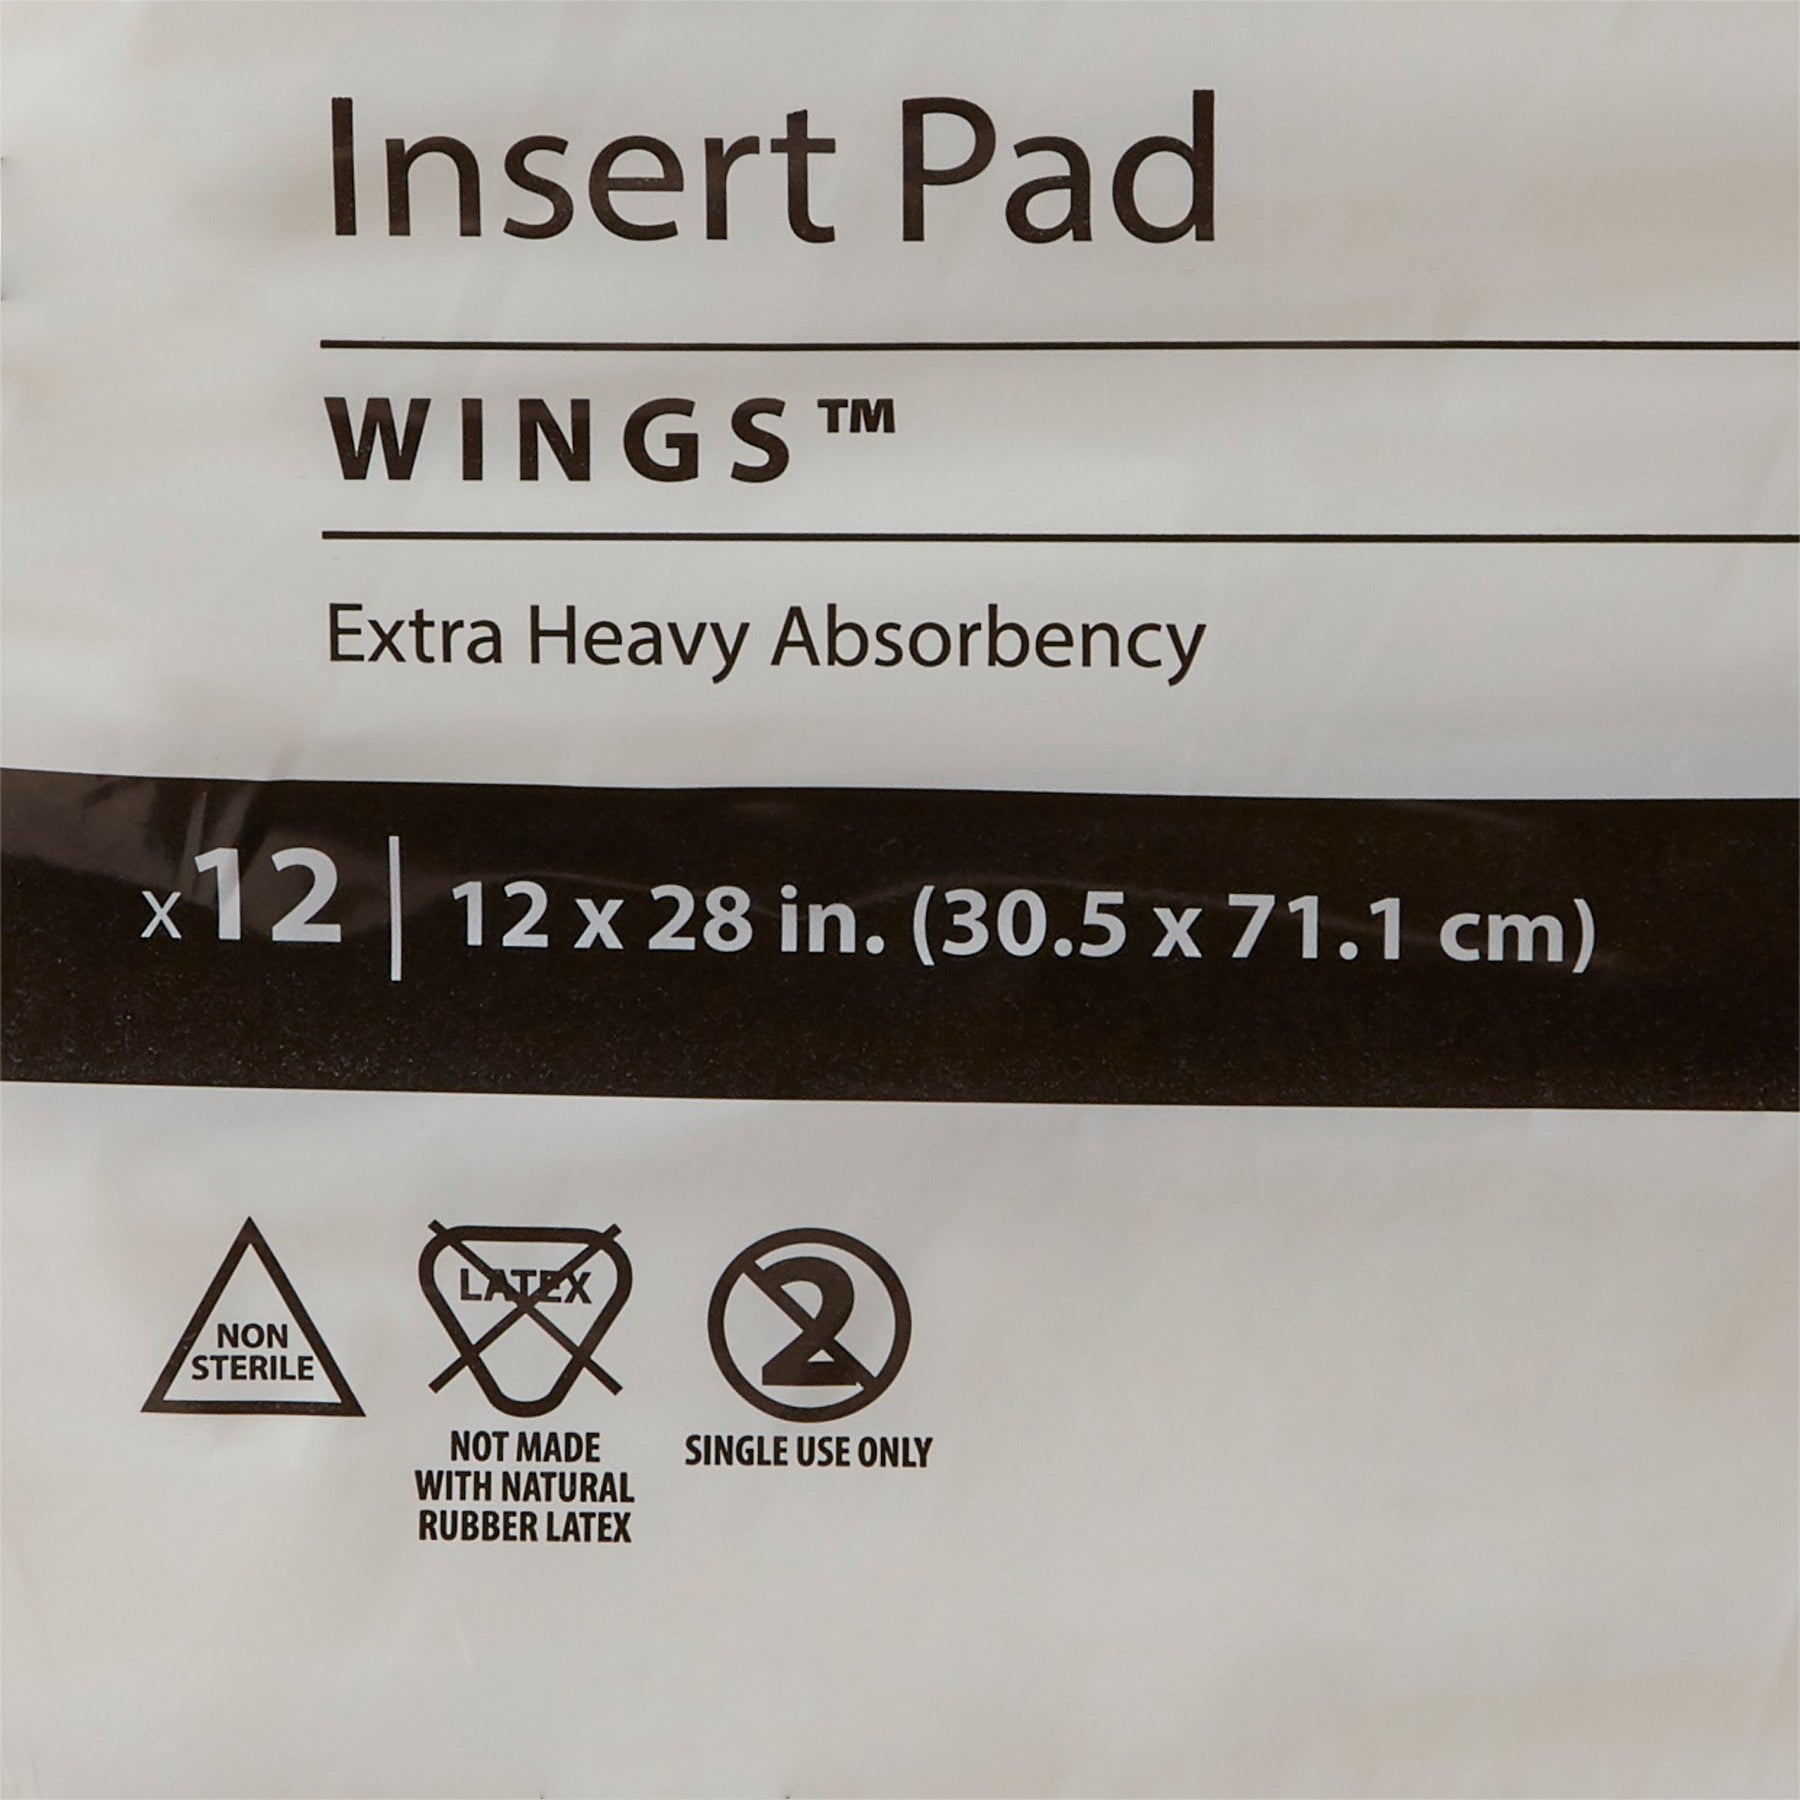 Insert Pad
WINGS™
Extra Heavy Absorbency
x12 | 12 x 28 in. (30.5 x 71.1 cm)
NON
STERILE
LATEX
NOT MADE
WITH NATURAL
RUBBER LATEX
2
SINGLE USE ONLY